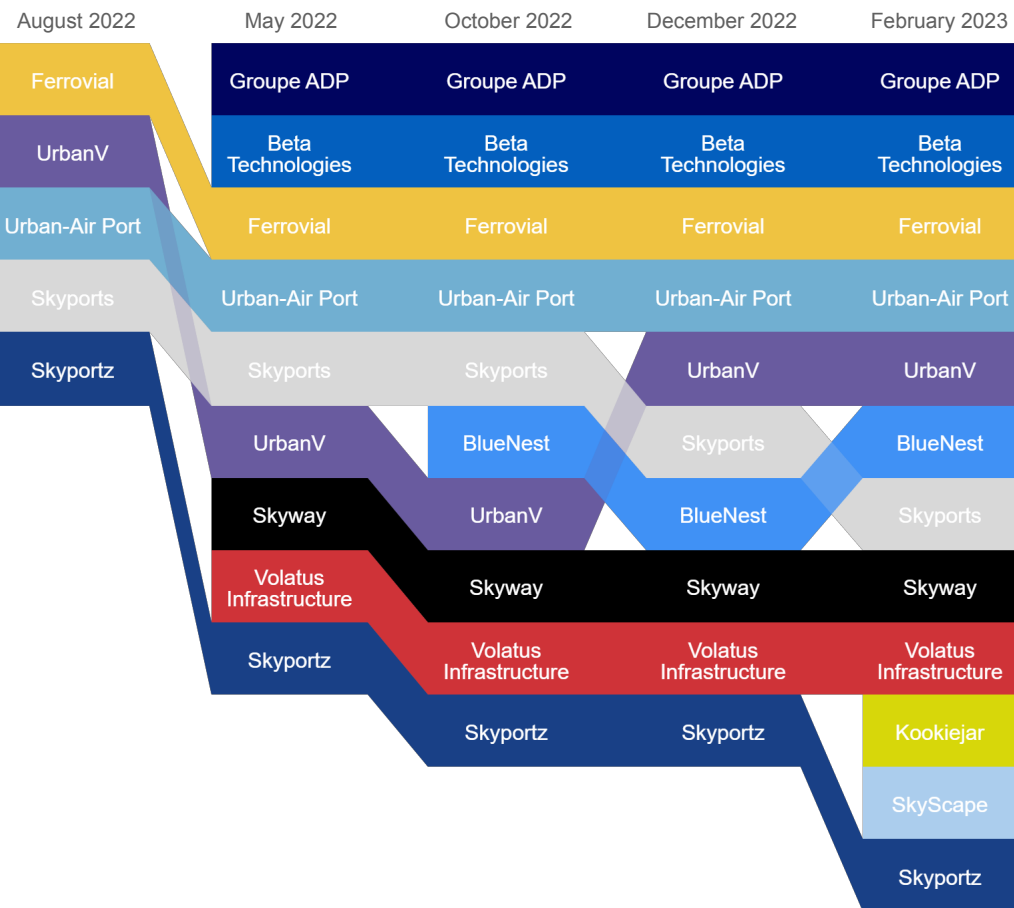 August 2022
May 2022
October 2022
December 2022
February 2023
Ferrovial
Groupe ADP
Groupe ADP
Groupe ADP
Groupe ADP
UrbanV
Beta
Technologies
Beta
Technologies
Beta
Technologies
Beta
Technologies
Urban-Air Port
Ferrovial
Ferrovial
Ferrovial
Ferrovial
Skyports
Urban-Air Port
Urban-Air Port
Urban-Air Port
Urban-Air Port
Skyportz
Skyports
Skyports
UrbanV
UrbanV
UrbanV
BlueNest
Skyports
BlueNest
Skyway
UrbanV
BlueNest
Skyports
Volatus
Infrastructure
Skyway
Skyway
Skyway
Skyportz
Volatus
Infrastructure
Volatus
Infrastructure
Volatus
Infrastructure
Skyportz
Skyportz
Kookiejar
SkyScape
Skyportz